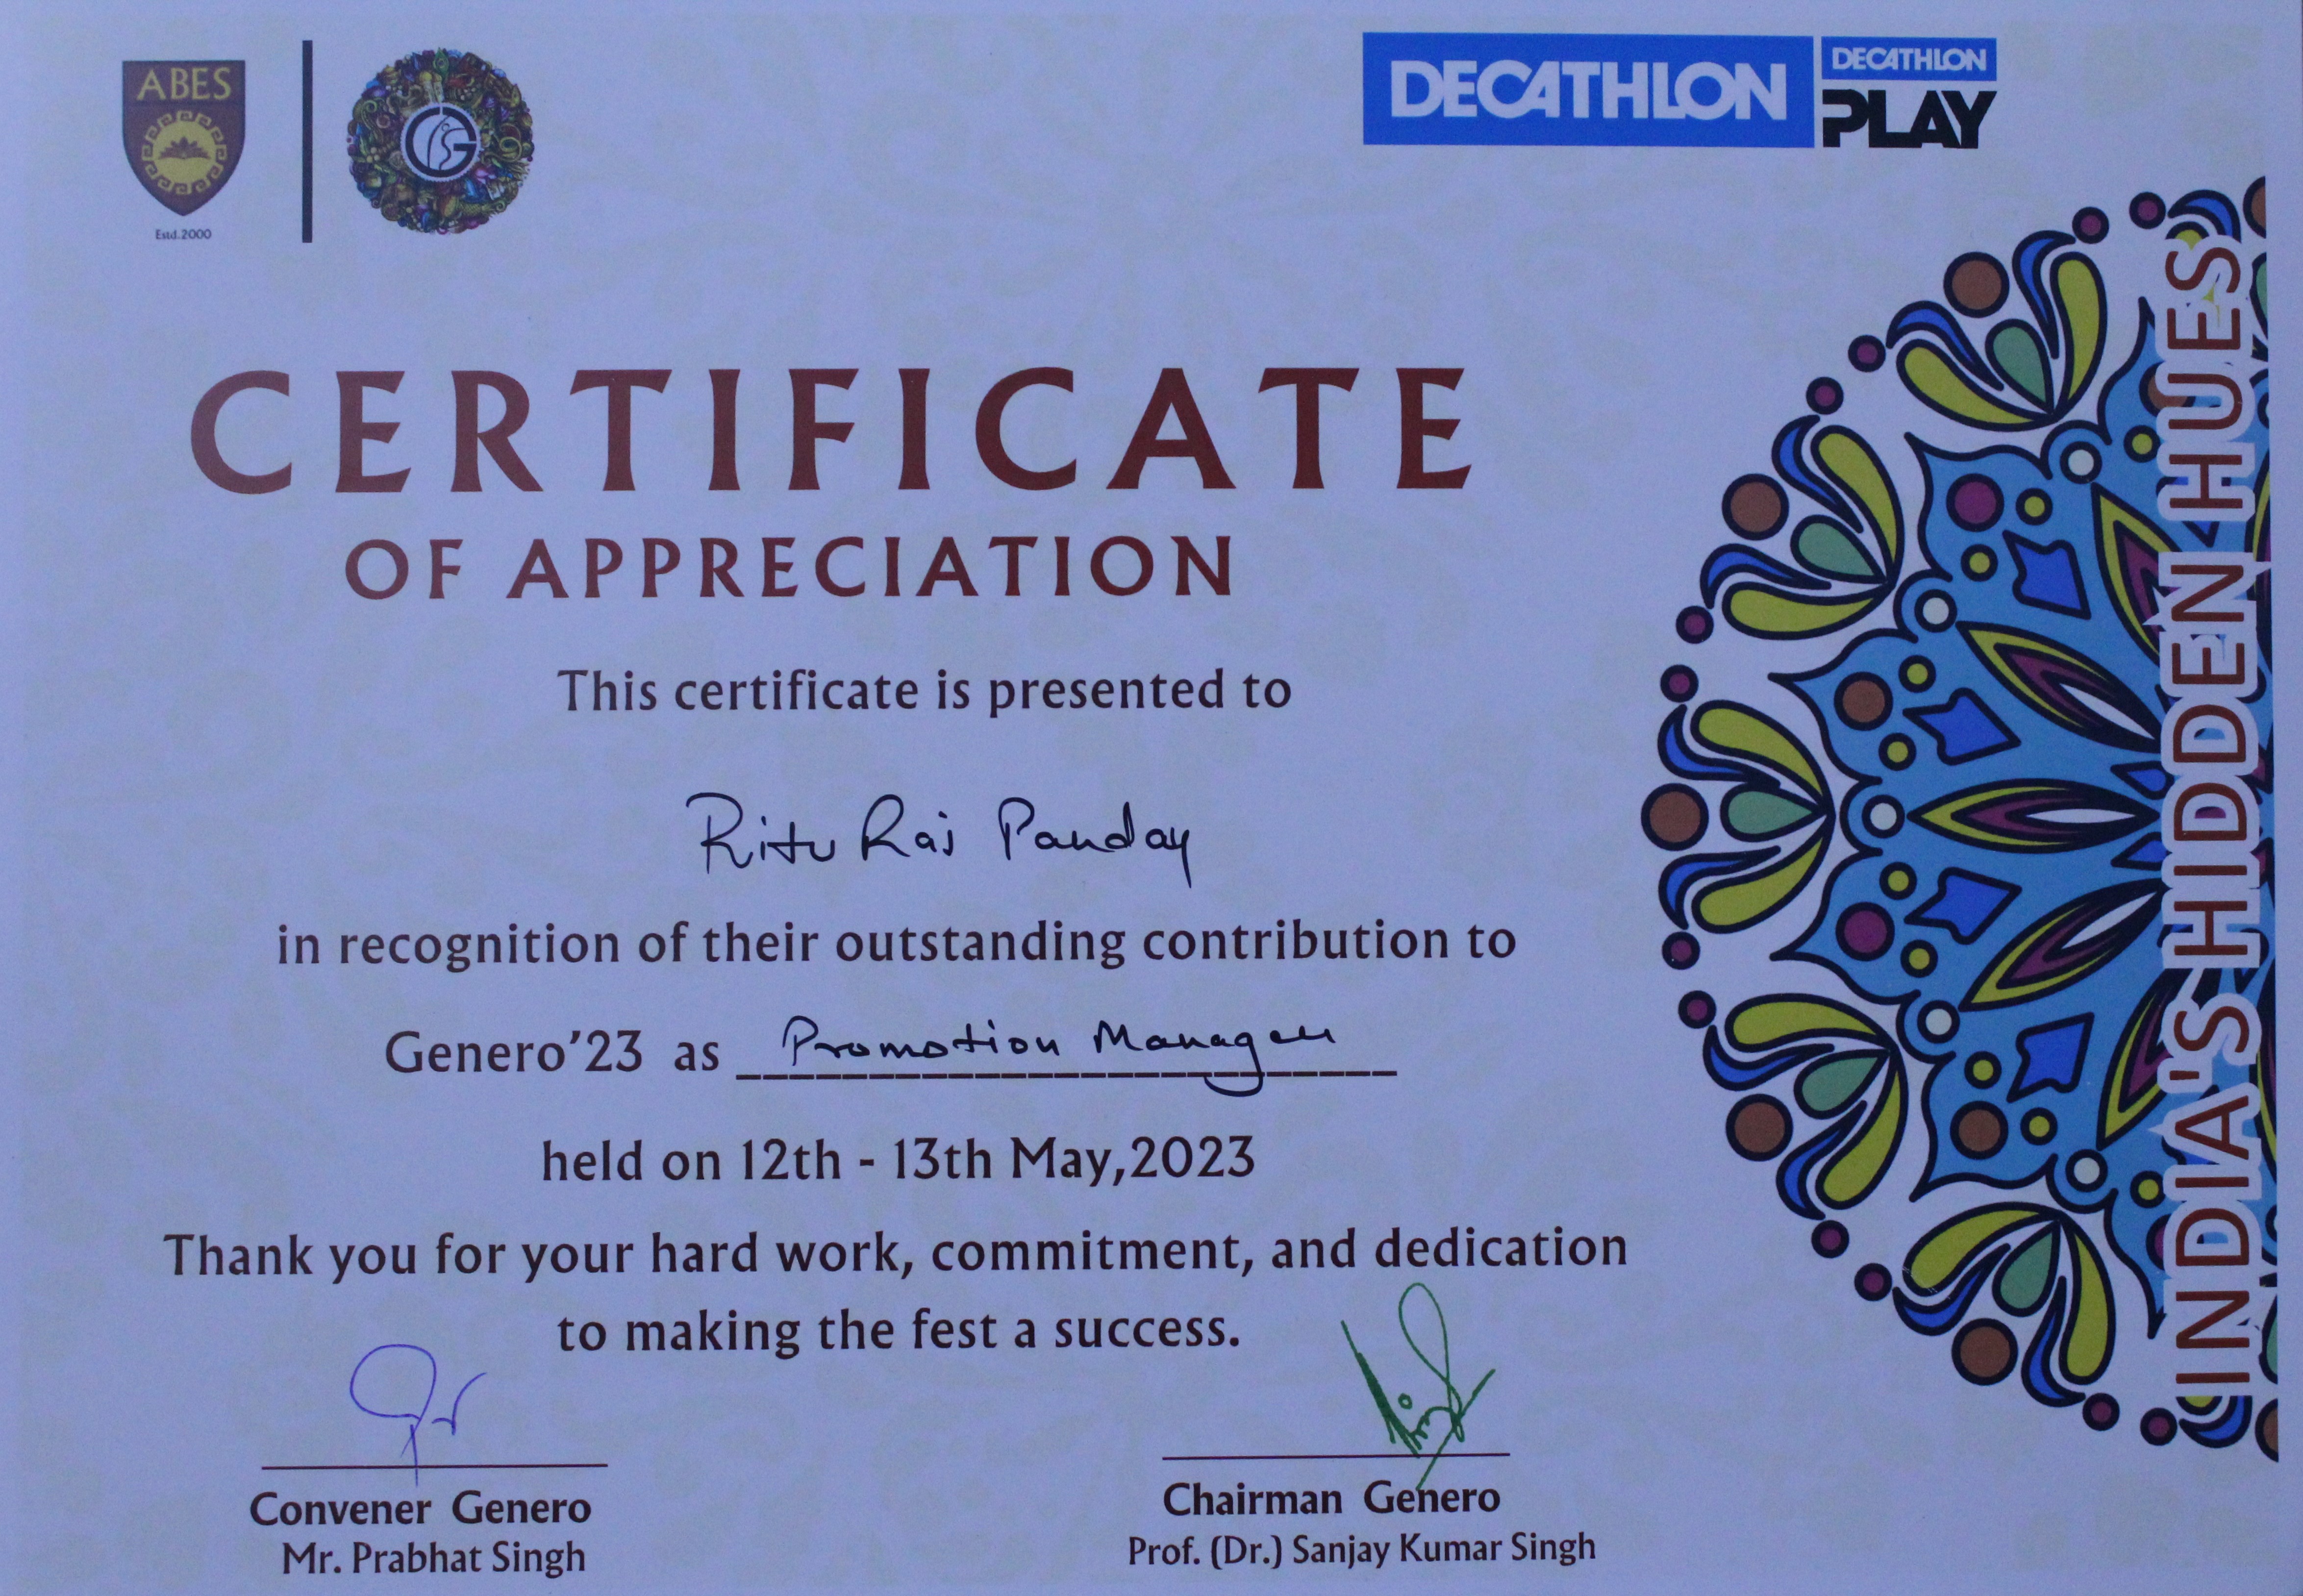 ABES
Estd.2000
G
DECATHLON
DECATHLON
PLAY
CERTIFICATE
OF APPRECIATION
This certificate is presented to
Ritu Raj Panday
in recognition of their outstanding contribution to
Genero'23 as Promotion Manager
held on 12th - 13th May,2023
Thank you for your hard work, commitment, and dedication
to making the fest a success.
Convener Genero
Mr. Prabhat Singh
Chairman Genero
Prof. (Dr.) Sanjay Kumar Singh
INDIA'S HIDDEN HUES